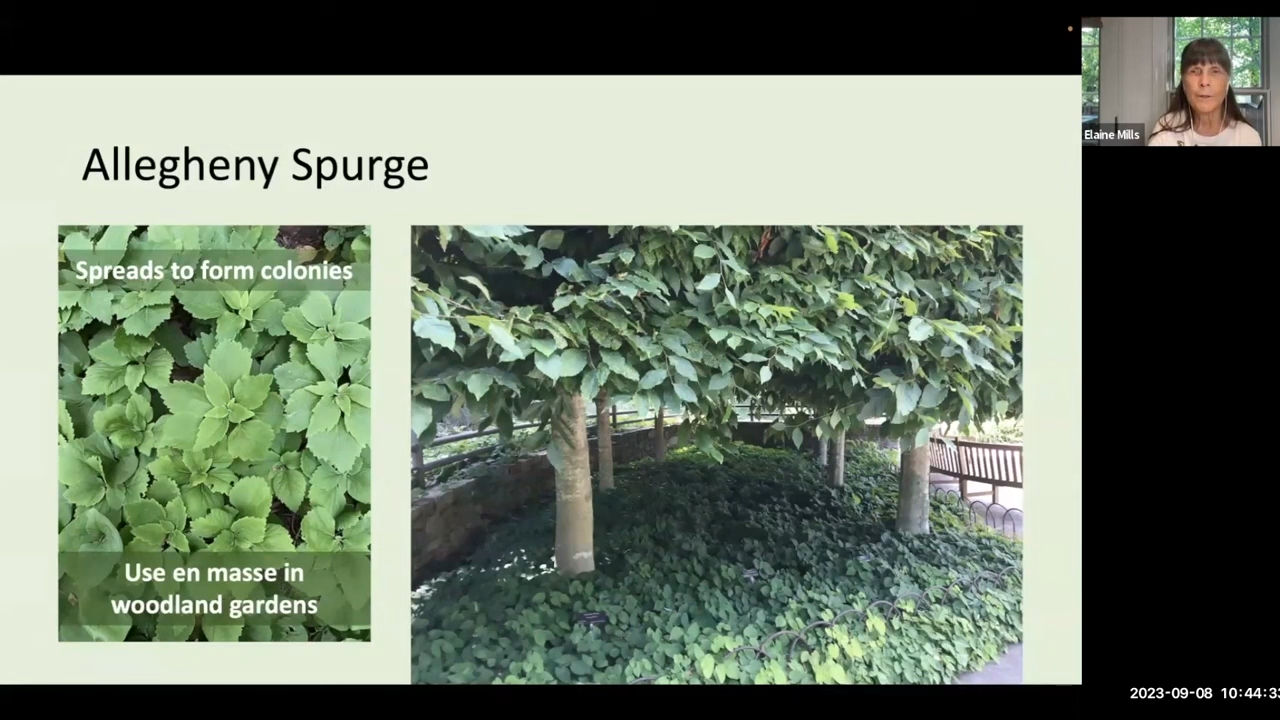 Elaine Mills
Allegheny Spurge
Spreads to form colonies
Use en masse in
woodland gardens
2023-09-08 10:44:33